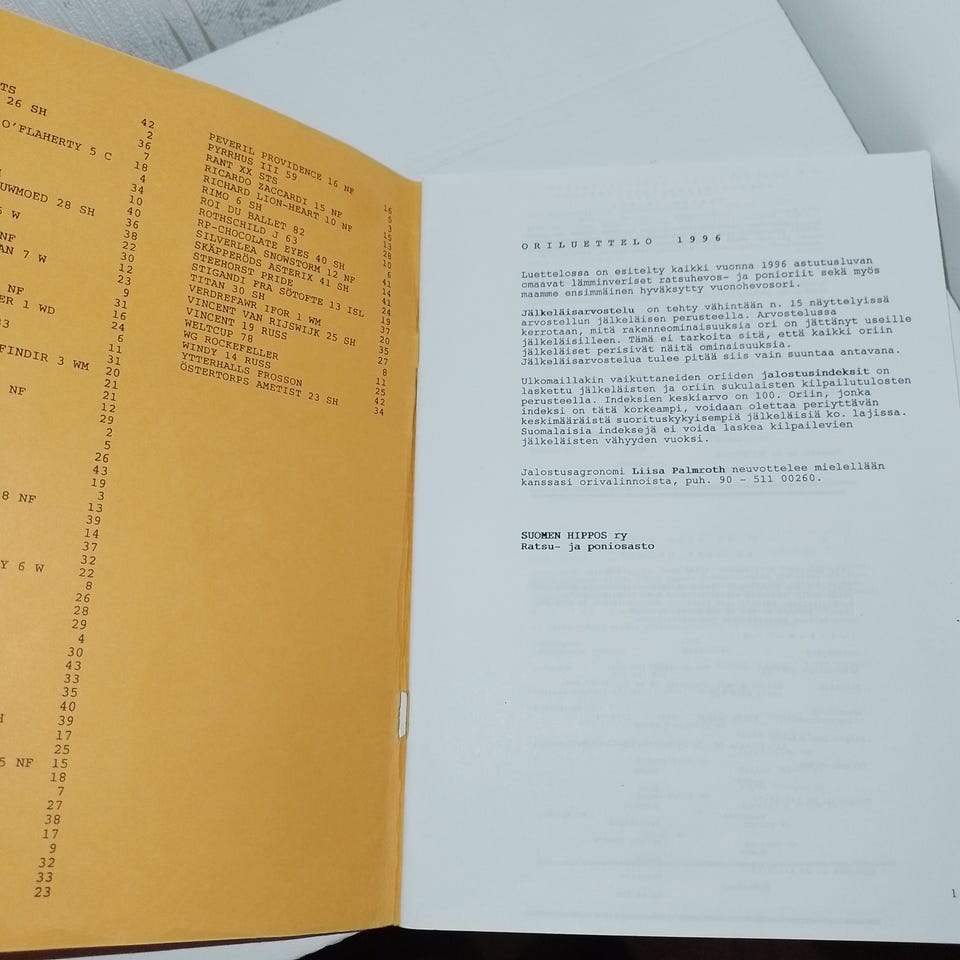 TS
26 SH
O'FLAHERTY 5 C
UWMOED 28 SH
W
NF
AN 7 W
NF
ER 1 WD
FINDIR 3 WM
NF
8 NF
Y 6 W
5 NF
42
2
36
7
18
4
34
10
40
36
38
22
30
12
23
9
31
16
24
6
11
31
20
21
21
12
29
2
5
26
43
19
3
13
39
14
37
32
22
8
26
28
29
4
30
43
33
35
40
39
17
25
15
18
7
27
38
17
9
32
33
23
PEVERIL PROVIDENCE 16 NF
PYRRHUS III 59
RANT XX STS
RICARDO ZACCARDI 15 NF
RICHARD LION-HEART 10 NF
RIMO 6 SH
ROI DU BALLET 82
ROTHSCHILD J 63
RP-CHOCOLATE EYES 40 SH
SILVERLEA SNOWSTORM 12 NF
SKÄPPERÖDS ASTERIX 41 SH
STEEHORST PRIDE
STIGANDI FRA SÖTOFTE 13 ISL
TITAN 30 SH
VERDREFAWR IFOR 1 WM
VINCENT VAN RIJSWIJK 25 SH
VINCENT 19 RUSS
WELTCUP 78
WG ROCKEFELLER
WINDY 14 RUSS
YTTERHALLS FROSSON
ÖSTERTORPS AMETIST 23 SH
16
5
3
15
13
28
10
6
41
14
41
24
19
37
20
35
27
8
11
25
42
34
ORILUETTELO 1996
Luettelossa on esitelty kaikki vuonna 1996 astutusluvan
omaavat lämminveriset ratsuhevos- ja poniorit sekä myös
maamme ensimmäinen hyväksytty vuonohevosori.
Jälkeläisarvostelu on tehty vähintään n. 15 näyttelyissä
arvostellun jälkeläisen perusteella. Arvostelussa
kerrotaan, mitä rakenneominaisuuksia ori on jättänyt useille
jälkeläisilleen. Tämä ei tarkoita sitä, että kaikki oriin
jälkeläiset perisivät näitä ominaisuuksia.
Jälkeläisarvostelua tulee pitää siis vain suuntaa antavana.
Ulkomaillakin vaikuttaneiden oriiden jalostusindeksit on
laskettu jälkeläisten ja oriin sukulaisten kilpailutulosten
perusteella. Indeksien keskiarvo on 100. Oriin, jonka
indeksi on tätä korkeampi, voidaan olettaa periyttävän
keskimääräistä suorituskykyisempiä jälkeläisiä ko. lajissa.
Suomalaisia indeksejä ei voida laskea kilpailevien
jälkeläisten vähyyden vuoksi.
Jalostusagronomi Liisa Palmroth neuvottelee mielellään
kanssasi orivalinnoista, puh. 90 - 511 00260.
SUOMEN HIPPOS ry
Ratsu- ja poniosasto
1